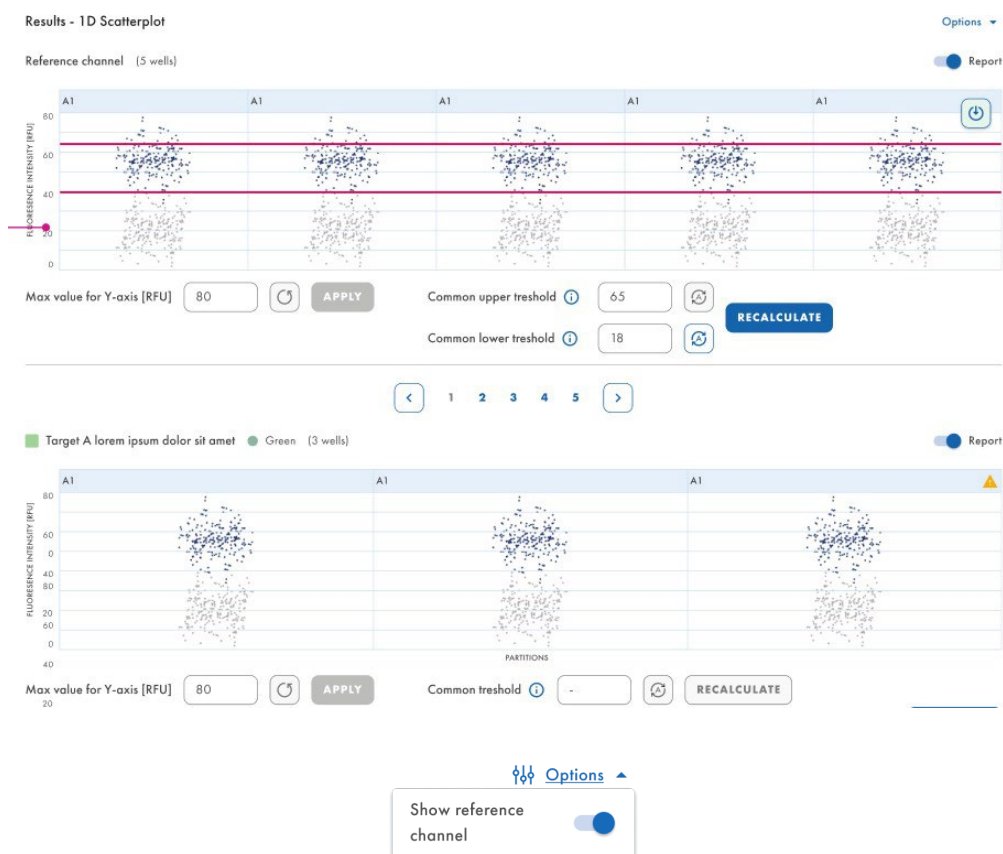 Results - 1D Scatterplot
Options
Reference channel (5 wells)
Report
A1 A1 A1 A1 A1
80
60
40
20
0
FLUORESENCE INTENSITY [RFU]
Max value for Y-axis [RFU] 80 APPLY
Common upper treshold 65
RECALCULATE
Common lower treshold 18
1 2 3 4 5
Target A lorem ipsum dolor sit amet Green (3 wells)
Report
A1 A1 A1
80
60
0
40
80
20
60
0
40
FLUORESENCE INTENSITY [RFU]
PARTITIONS
Max value for Y-axis [RFU] 80 APPLY Common treshold - RECALCULATE
20
Options
Show reference
channel